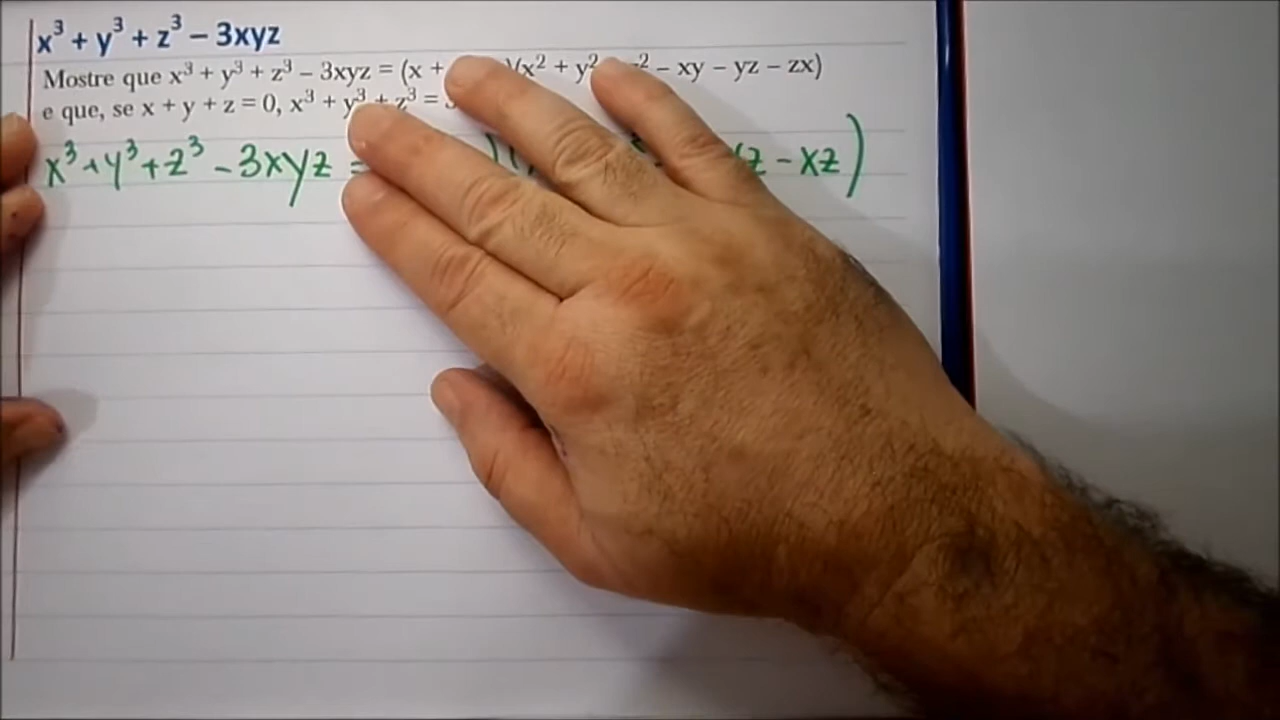 x³ + y³ + z³ − 3xyz
Mostre que x³ + y³ + z³ − 3xyz = (x + )(x² + y² z² − xy − yz − zx)
e que, se x + y + z = 0, x³ + y³ + z³ =
x³ + y³ + z³ − 3xyz = z − xz)